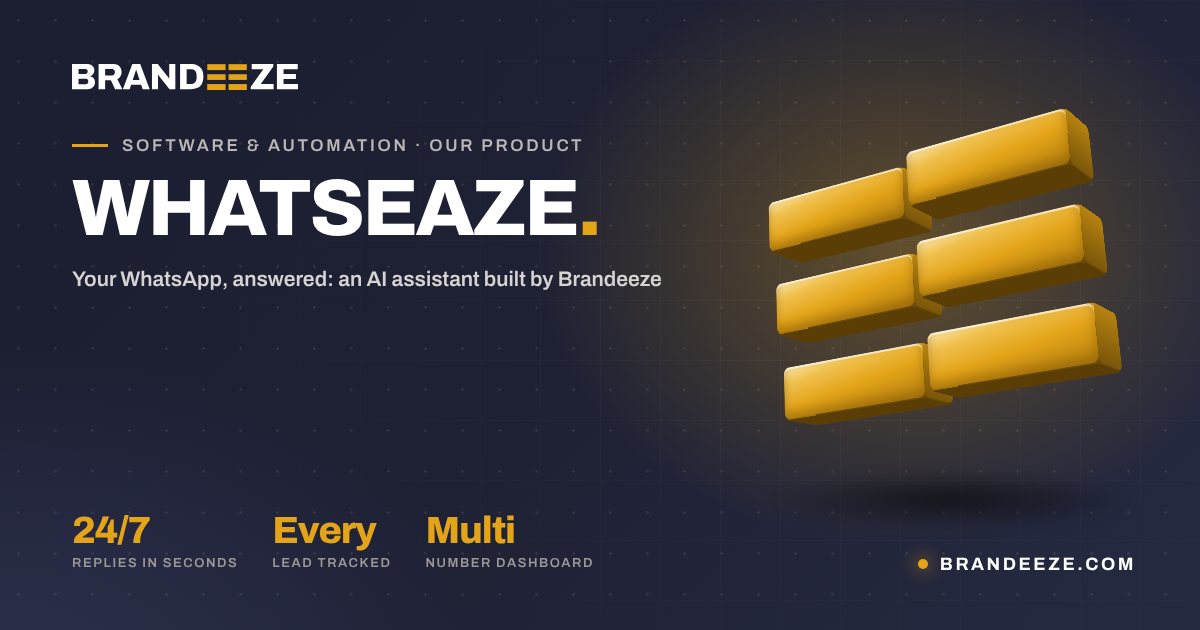 BRANDEEZE
SOFTWARE & AUTOMATION · OUR PRODUCT
WHATSEAZE.
Your WhatsApp, answered: an AI assistant built by Brandeeze
24/7
REPLIES IN SECONDS
Every
LEAD TRACKED
Multi
NUMBER DASHBOARD
BRANDEEZE.COM